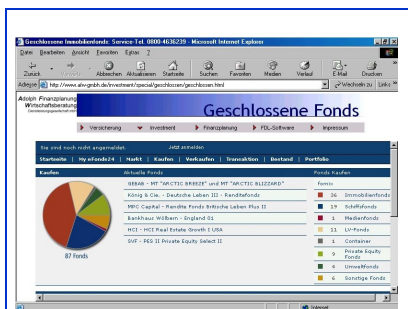 Geschlossene Immobilienfonds: Service-Tel. 0800-4636239 - Microsoft Internet Explorer
Datei Bearbeiten Ansicht Favoriten Extras ?
Zurück Vorwärts Abbrechen Aktualisieren Startseite Suchen Favoriten Medien Verlauf E-Mail Drucken
Adresse http://www.afw-gmbh.de/investment/special/geschlossen/geschlossen.html Wechseln zu Links
Adolph Finanzplanung
Wirtschaftsberatung
Geschlossene Fonds
Versicherung Investment Finanzplanung FDL-Software Impressum
Sie sind noch nicht angemeldet. Jetzt anmelden
Startseite | My eFonds24 | Markt | Kaufen | Verkaufen | Transaktion | Bestand | Portfolio
Kaufen Aktuelle Fonds Fonds Kaufen
GEBAB - MT "ARCTIC BREEZE" und MT "ARCTIC BLIZZARD"
König & Cie. - Deutsche Leben III - Renditefonds
MPC Capital - Rendite Fonds Britische Leben Plus II
Bankhaus Wölbern - England 01
HCI - HCI Real Estate Growth I USA
SVF - PES II Private Equity Select II
36 Immobilienfonds
19 Schiffsfonds
1 Medienfonds
11 LV-Fonds
1 Container
9 Private Equity Fonds
4 Umweltfonds
6 Sonstige Fonds
87 Fonds
Internet